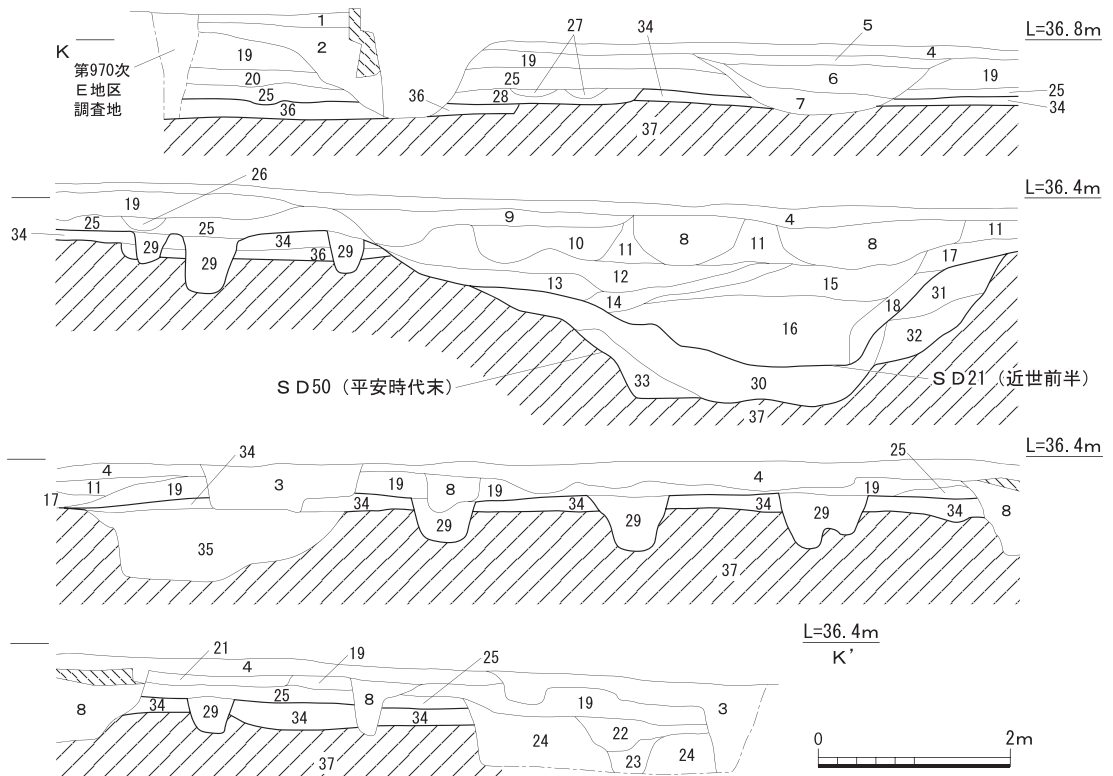 1 27 34 5 L=36.8m
K 2 19 4
第970次 19 25 6 19
E地区 20 28 36 7 25
調査地 25 36 37 34
26 L=36.4m
19 9 4
25 25 34 10 11 8 11 8 11
34 29 29 29 36 12 17
13 14 15 18 31
16 32
SD50（平安時代末） 33 30 SD21（近世前半）
37
34 25 L=36.4m
4 3 4
17 11 19 19 8 19 19
34 29 34 29 34 29 34 8
35 37
L=36.4m
K’
21 4 19 25
8 25 8 19 3
34 29 34 34 22
24 23 24
37
0 2m